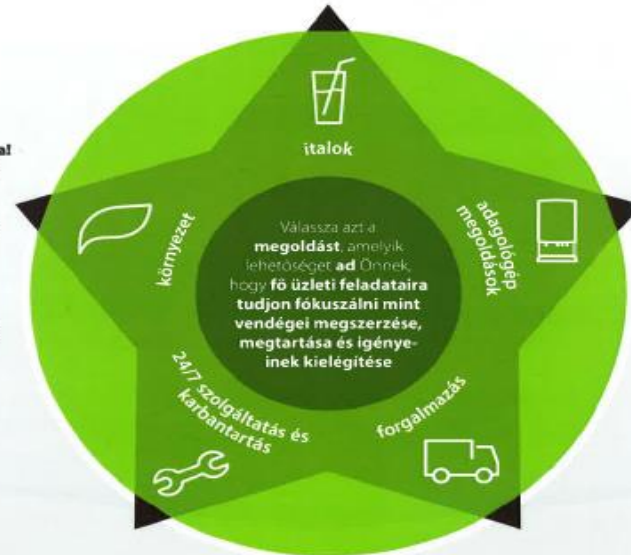 italok
környezet
adagológép
megoldások
Válassza azt a
megoldást, amelyik
lehetőséget ad Önnek,
hogy fő üzleti feladataira
tudjon fókuszálni mint
vendégei megszerzése,
megtartása és igénye-
inek kielégítése
24/7 szolgáltatás és
karbantartás
forgalmazás